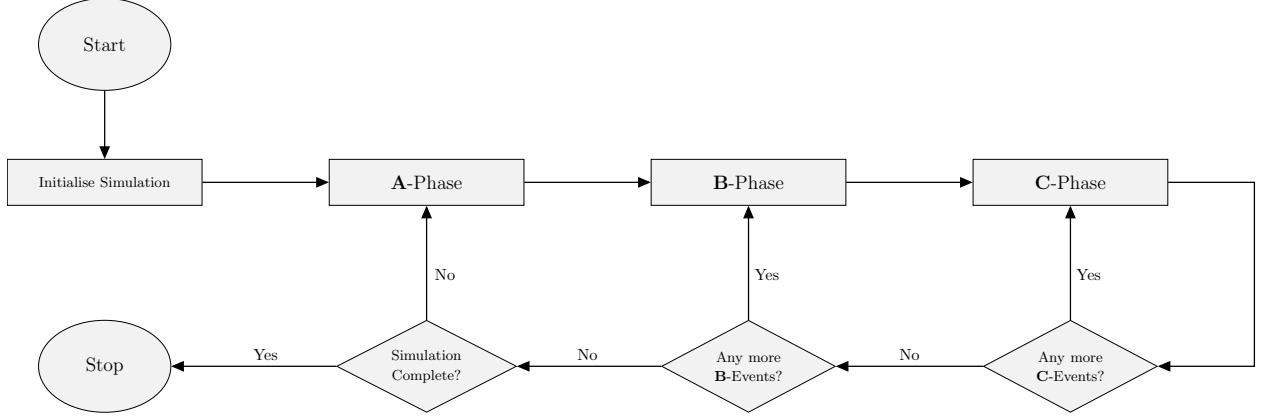 Start
Initialise Simulation
A-Phase
B-Phase
C-Phase
No
Yes
Yes
Stop
Yes
Simulation
Complete?
No
Any more
B-Events?
No
Any more
C-Events?